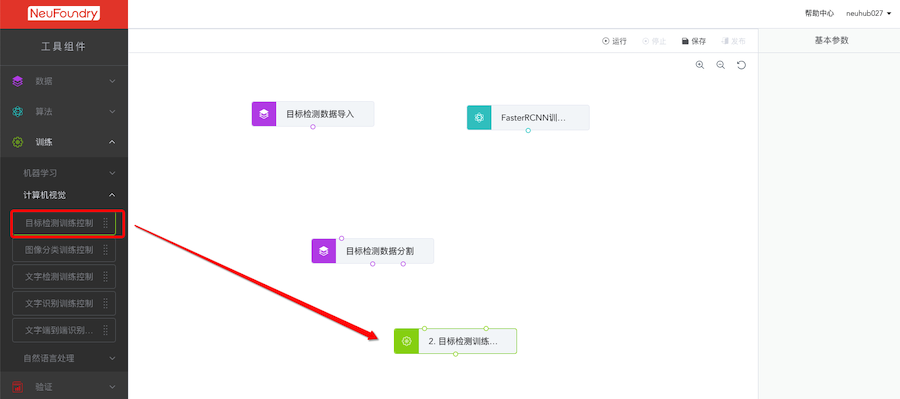 NeuFoundry
帮助中心 neuhub027
工具组件
运行 停止 保存 发布
基本参数
数据
算法
训练
机器学习
计算机视觉
目标检测训练控制
图像分类训练控制
文字检测训练控制
文字识别训练控制
文字端到端识别...
自然语言处理
验证
目标检测数据导入
FasterRCNN训...
目标检测数据分割
2. 目标检测训练...